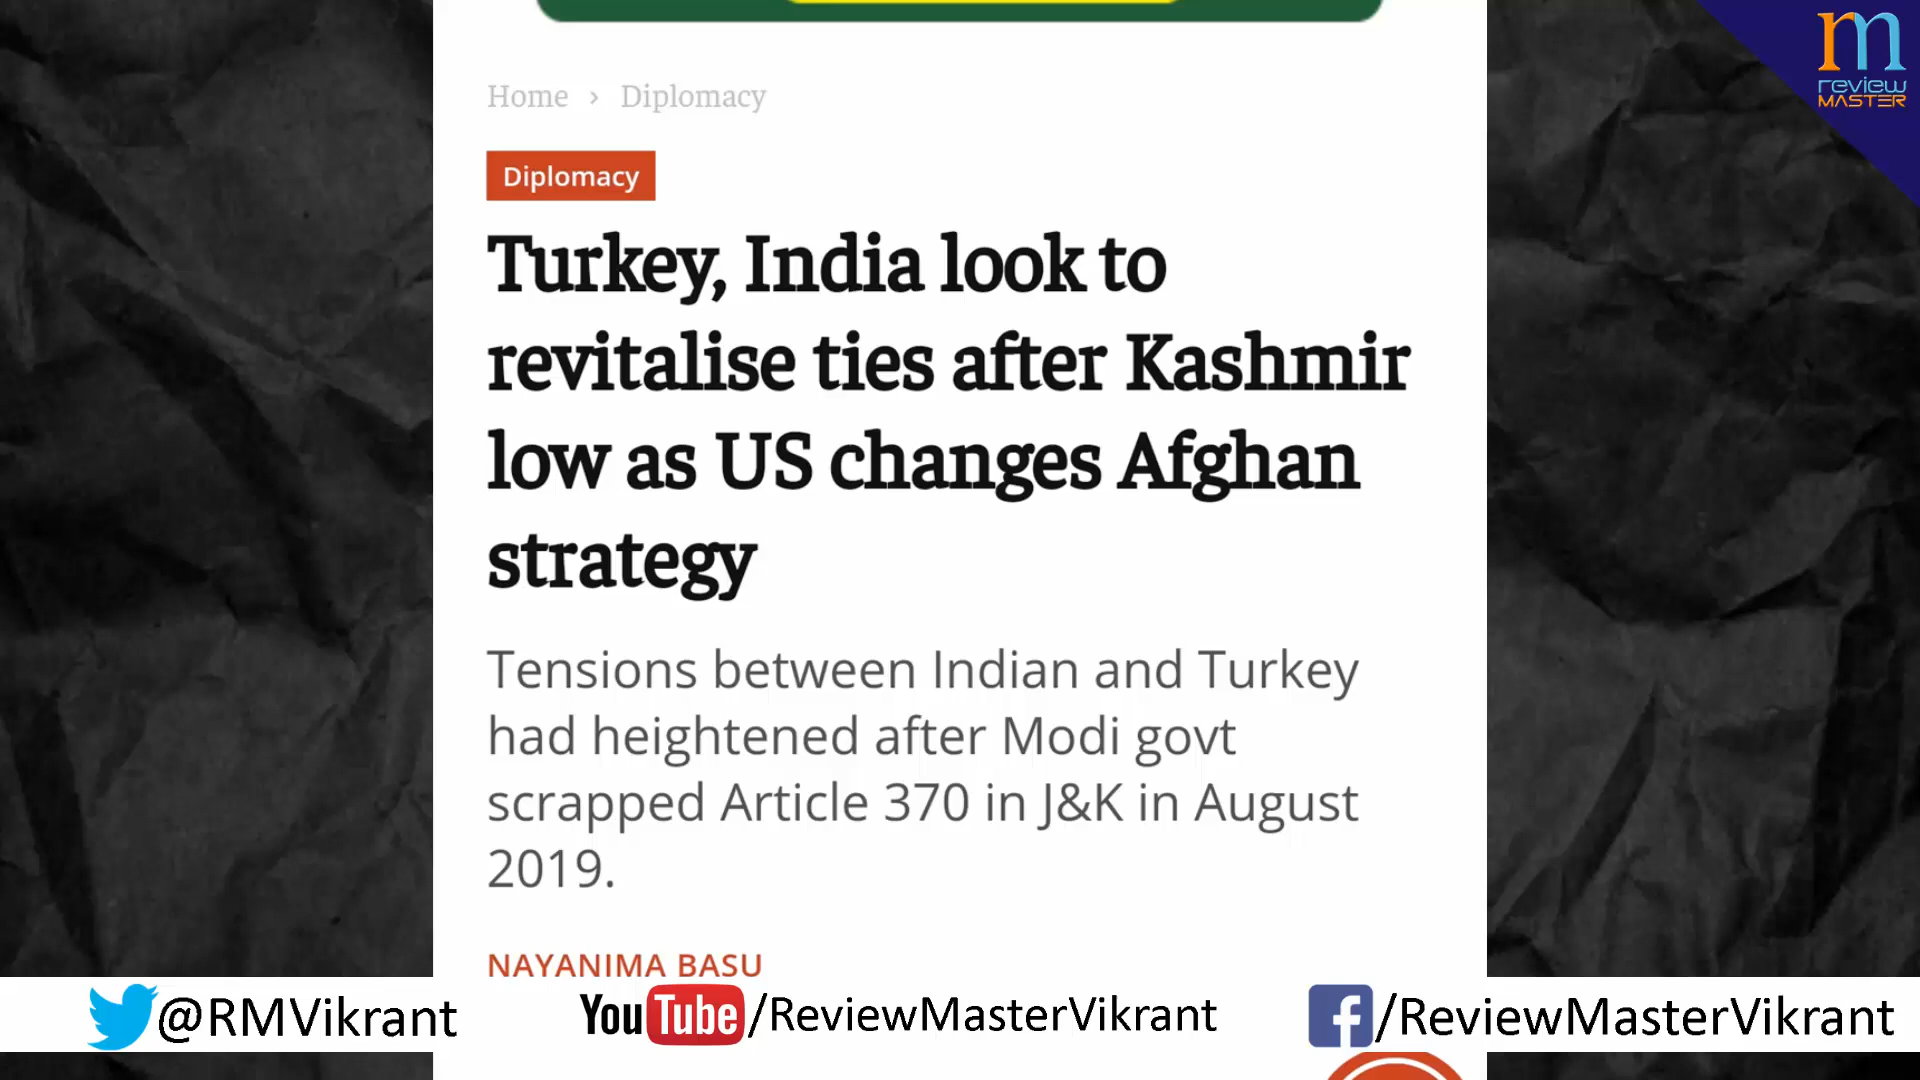 rm
review
MASTER
Home › Diplomacy
Diplomacy
Turkey, India look to
revitalise ties after Kashmir
low as US changes Afghan
strategy
Tensions between Indian and Turkey
had heightened after Modi govt
scrapped Article 370 in J&K in August
2019.
NAYANIMA BASU
@RMVikrant
YouTube/ReviewMasterVikrant
f/ReviewMasterVikrant